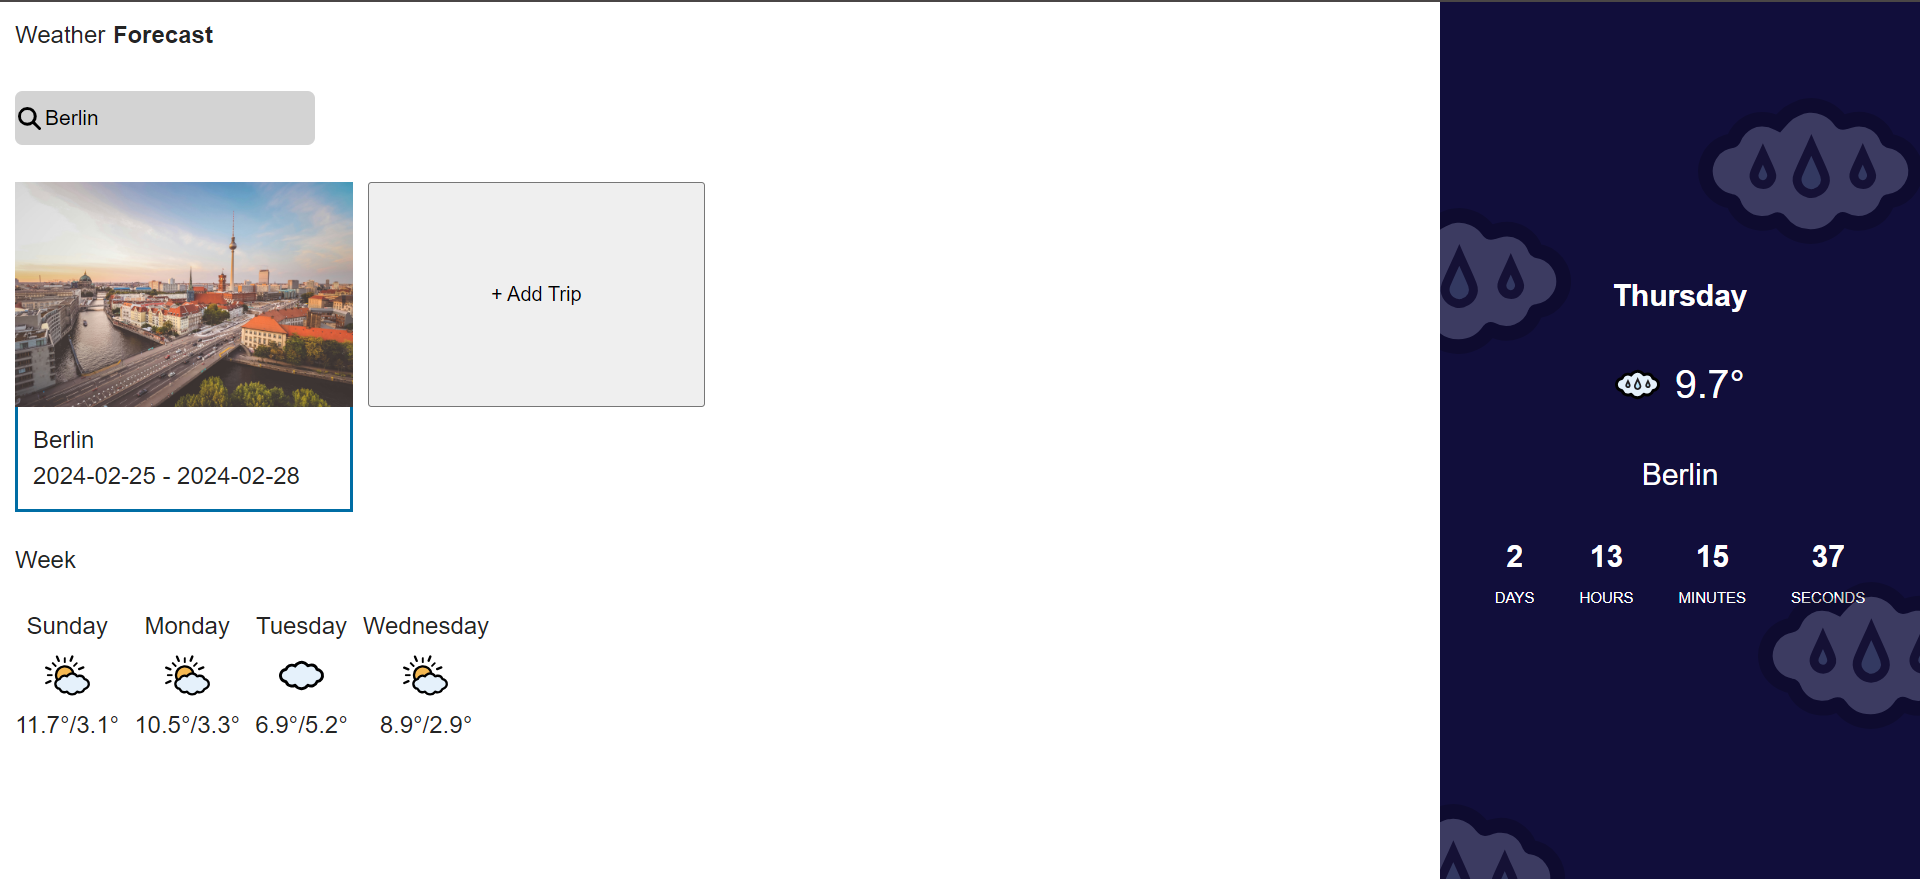 Weather Forecast
Berlin
+ Add Trip
Berlin
2024-02-25 - 2024-02-28
Week
Sunday Monday Tuesday Wednesday
11.7°/3.1° 10.5°/3.3° 6.9°/5.2° 8.9°/2.9°
Thursday
9.7°
Berlin
2 13 15 37
DAYS HOURS MINUTES SECONDS